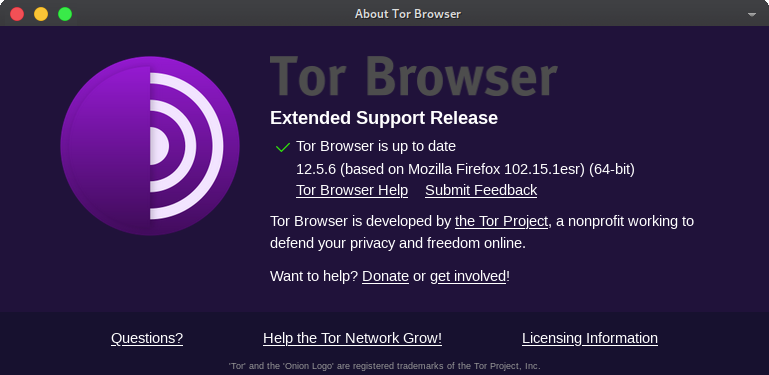 About Tor Browser
Tor Browser
Extended Support Release
Tor Browser is up to date
12.5.6 (based on Mozilla Firefox 102.15.1esr) (64-bit)
Tor Browser Help Submit Feedback
Tor Browser is developed by the Tor Project, a nonprofit working to
defend your privacy and freedom online.
Want to help? Donate or get involved!
Questions? Help the Tor Network Grow! Licensing Information
'Tor' and the 'Onion Logo' are registered trademarks of the Tor Project, Inc.